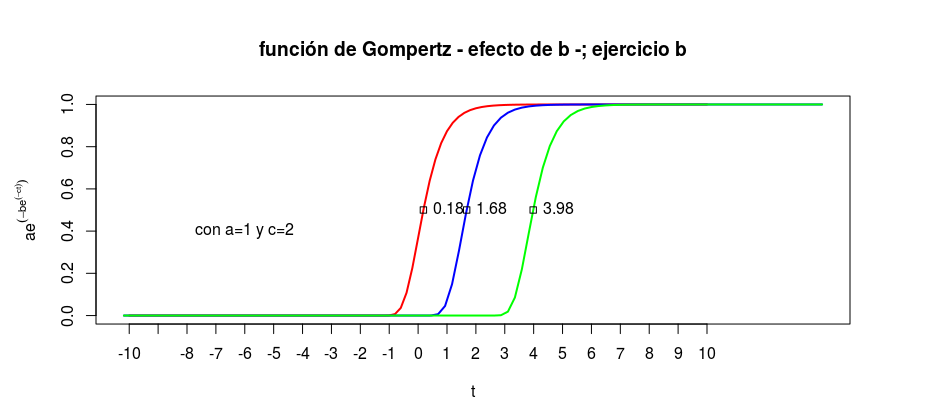 función de Gompertz - efecto de b -; ejercicio b
ae^(−be^(−ct))
1.0
0.8
0.6
0.4
0.2
0.0
0.18
1.68
3.98
con a=1 y c=2
-10 -8 -7 -6 -5 -4 -3 -2 -1 0 1 2 3 4 5 6 7 8 9 10
t